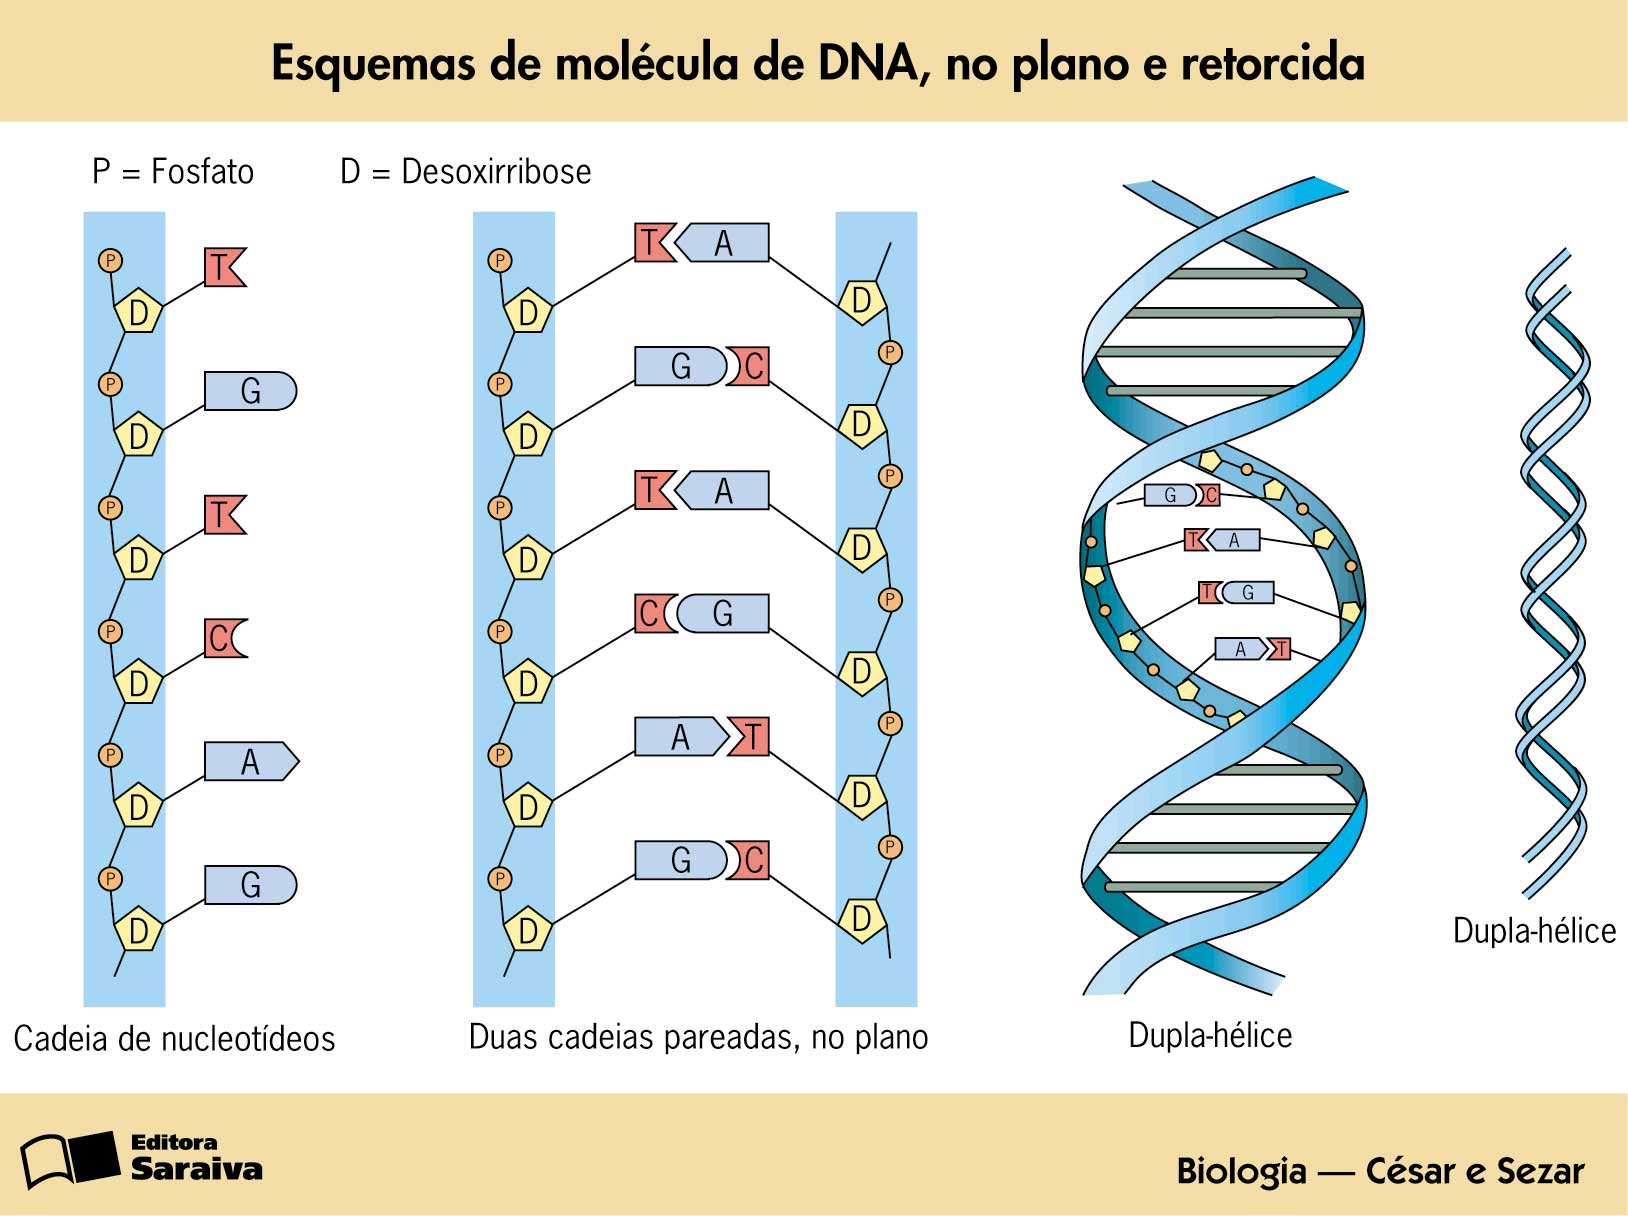 Esquemas de molécula de DNA, no plano e retorcida
P = Fosfato
D = Desoxirribose
P
D
T
P
D
G
P
D
T
P
D
C
P
D
A
P
D
G
Cadeia de nucleotídeos
P
D
T A
D
P
P
D
G C
D
P
P
D
T A
D
P
P
D
C G
D
P
P
D
A T
D
P
P
D
G C
D
Duas cadeias pareadas, no plano
G C
T A
T G
A T
Dupla-hélice
Dupla-hélice
Editora
Saraiva
Biologia — César e Sezar